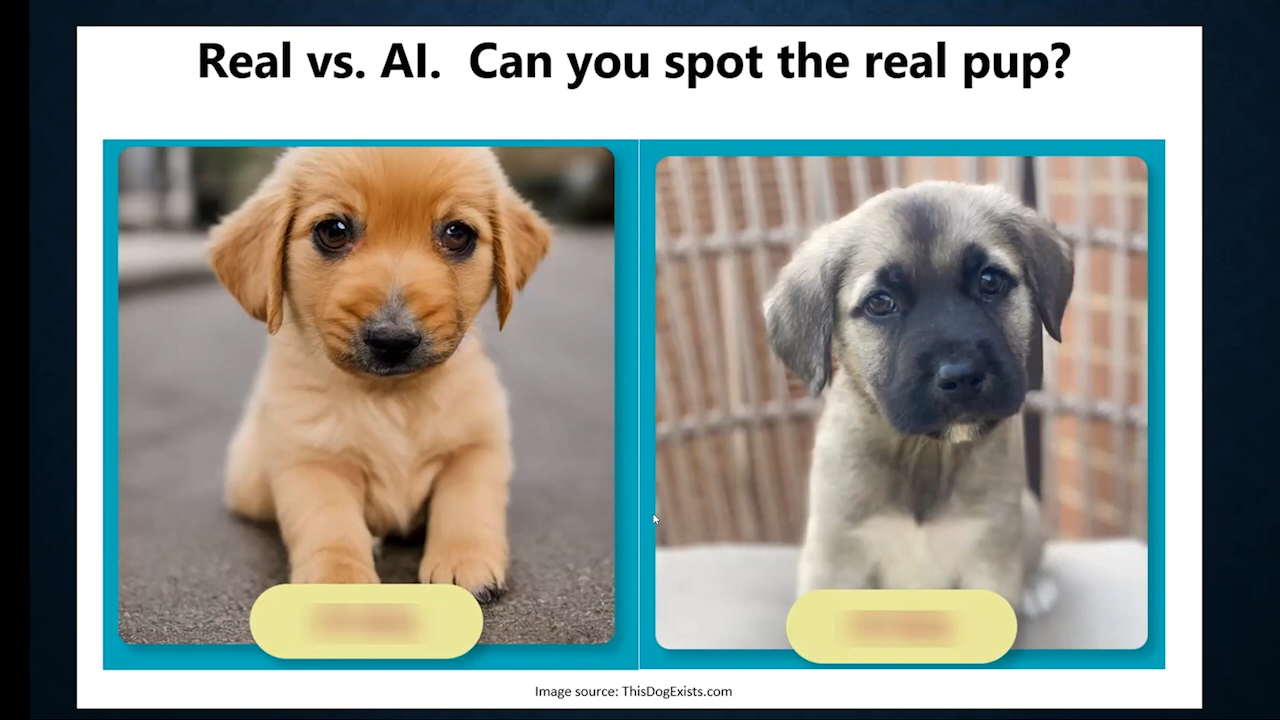 Real vs. AI.  Can you spot the real pup?
Image source: ThisDogExists.com